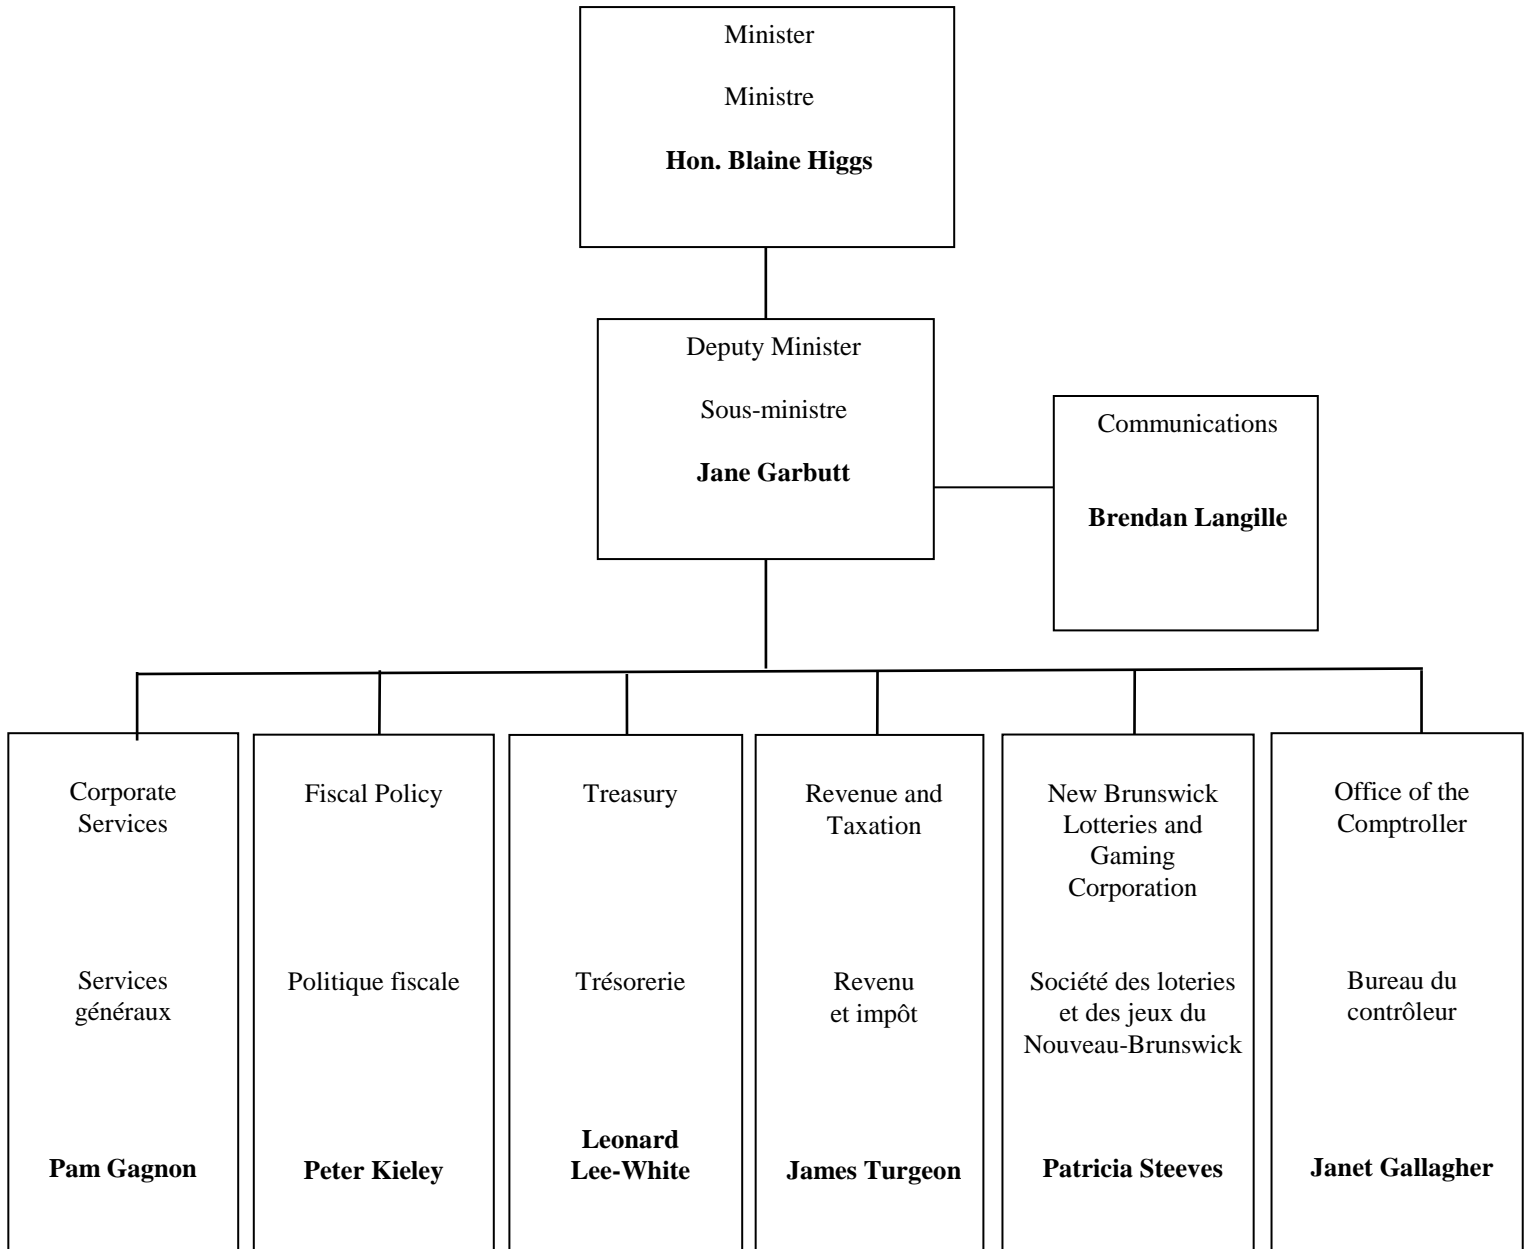 Minister
Ministre
Hon. Blaine Higgs
Deputy Minister
Sous-ministre
Jane Garbutt
Communications
Brendan Langille
Corporate
Services
Services
généraux
Pam Gagnon
Fiscal Policy
Politique fiscale
Peter Kieley
Treasury
Trésorerie
Leonard
Lee-White
Revenue and
Taxation
Revenu
et impôt
James Turgeon
New Brunswick
Lotteries and
Gaming
Corporation
Société des loteries
et des jeux du
Nouveau-Brunswick
Patricia Steeves
Office of the
Comptroller
Bureau du
contrôleur
Janet Gallagher